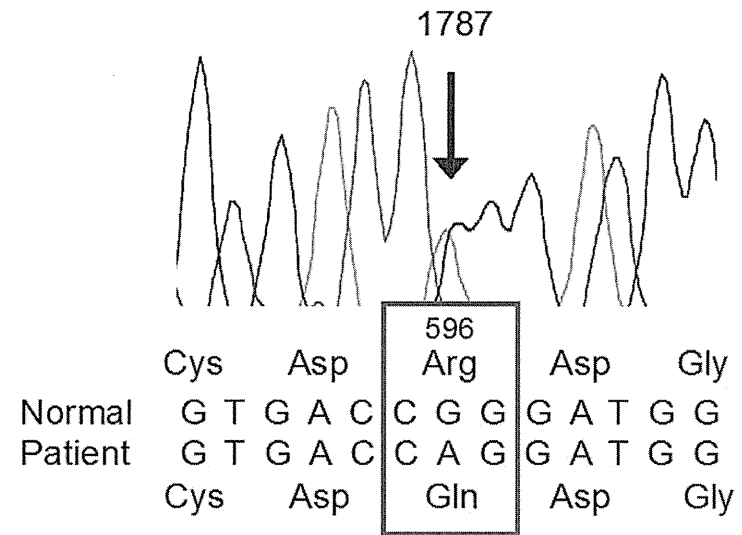 1787
596
Cys Asp Arg Asp Gly
Normal G T G A C C G G G A T G G
Patient G T G A C C A G G A T G G
Cys Asp Gln Asp Gly